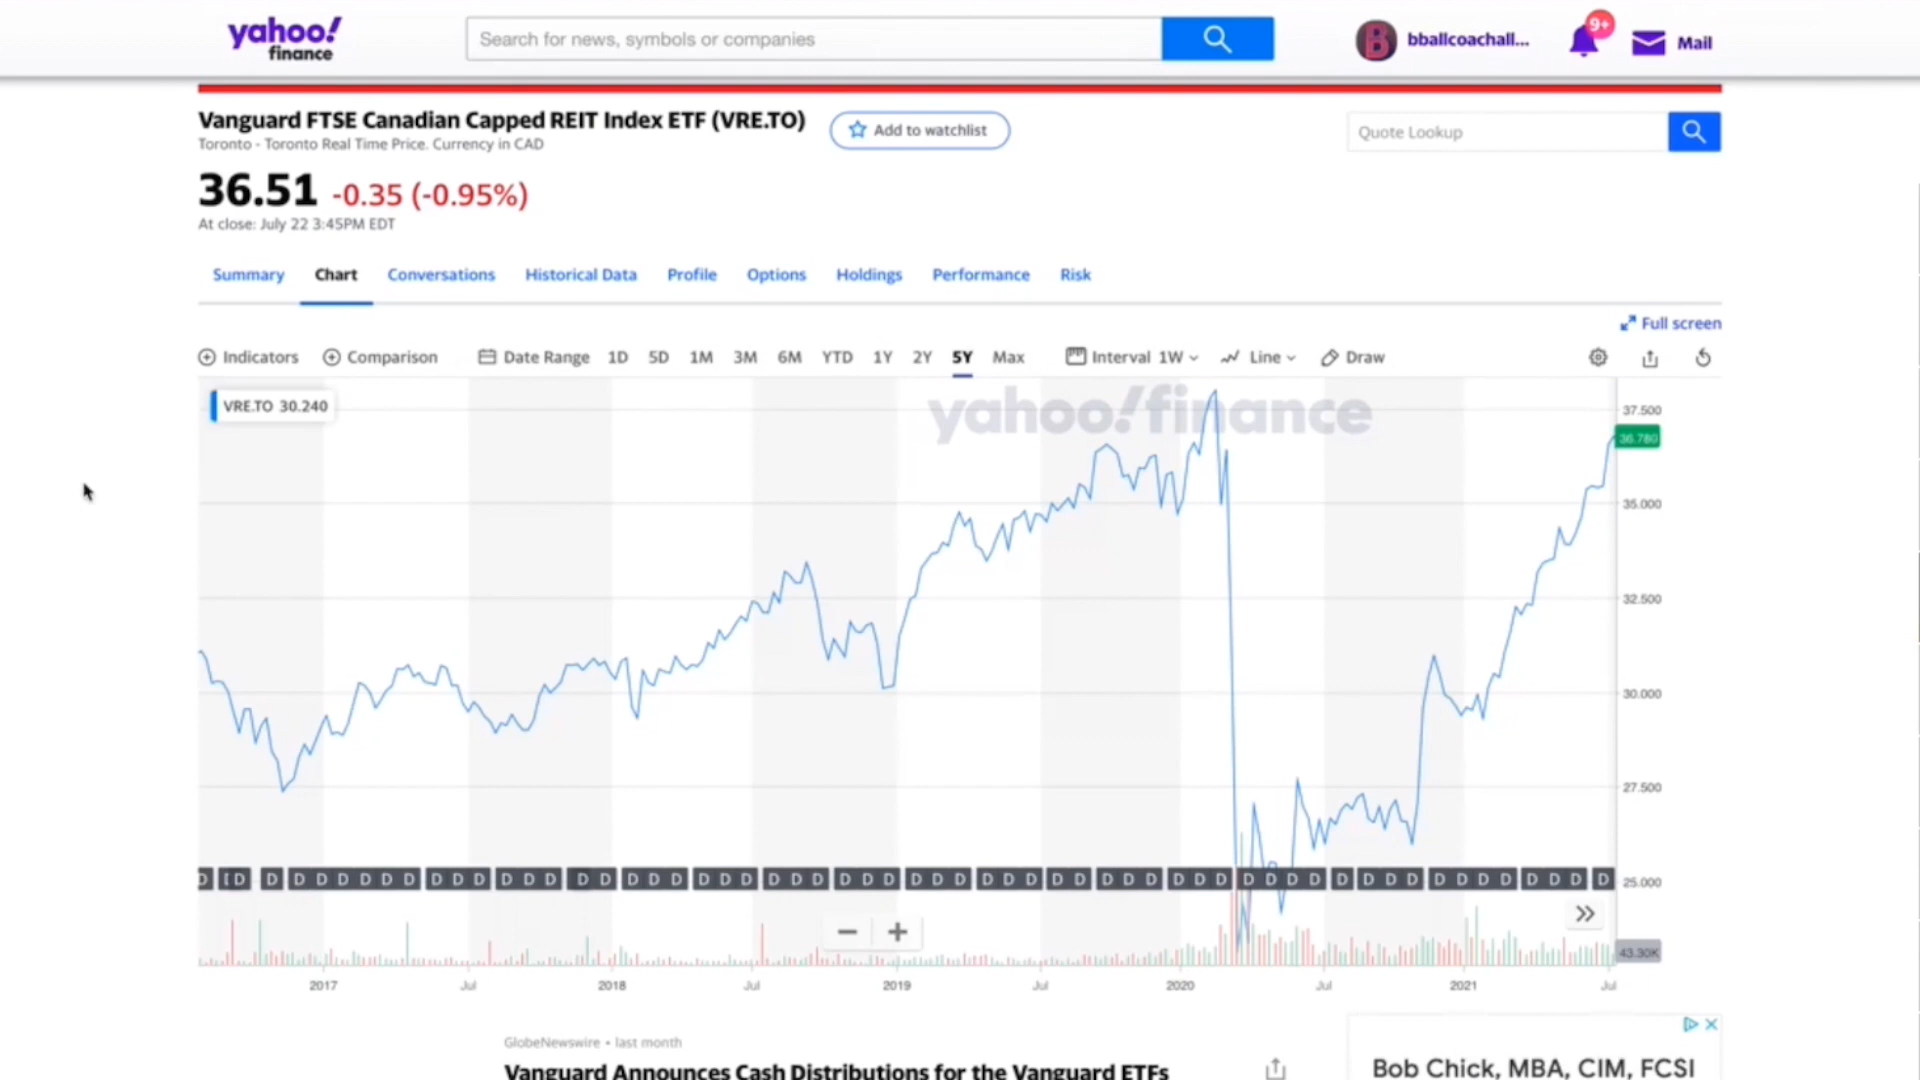 yahoo!
finance
Search for news, symbols or companies
B
bballcoachall...
9+
Mail
Vanguard FTSE Canadian Capped REIT Index ETF (VRE.TO)
Add to watchlist
Quote Lookup
Toronto - Toronto Real Time Price. Currency in CAD
36.51 -0.35 (-0.95%)
At close: July 22 3:45PM EDT
Summary Chart Conversations Historical Data Profile Options Holdings Performance Risk
Full screen
Indicators Comparison Date Range 1D 5D 1M 3M 6M YTD 1Y 2Y 5Y Max Interval 1W Line Draw
VRE.TO 30.240
yahoo!finance
37.500
36.780
35.000
32.500
30.000
27.500
D D D D D D D D D D D D D D D D D D D D D D D D D D D D D D D D D D D D D D D D D D D D D D D D D D D D D D D D D D D D
25.000
43.30K
2017 Jul 2018 Jul 2019 Jul 2020 Jul 2021 Jul
GlobeNewswire • last month
Vanguard Announces Cash Distributions for the Vanguard ETFs
Bob Chick, MBA, CIM, FCSI